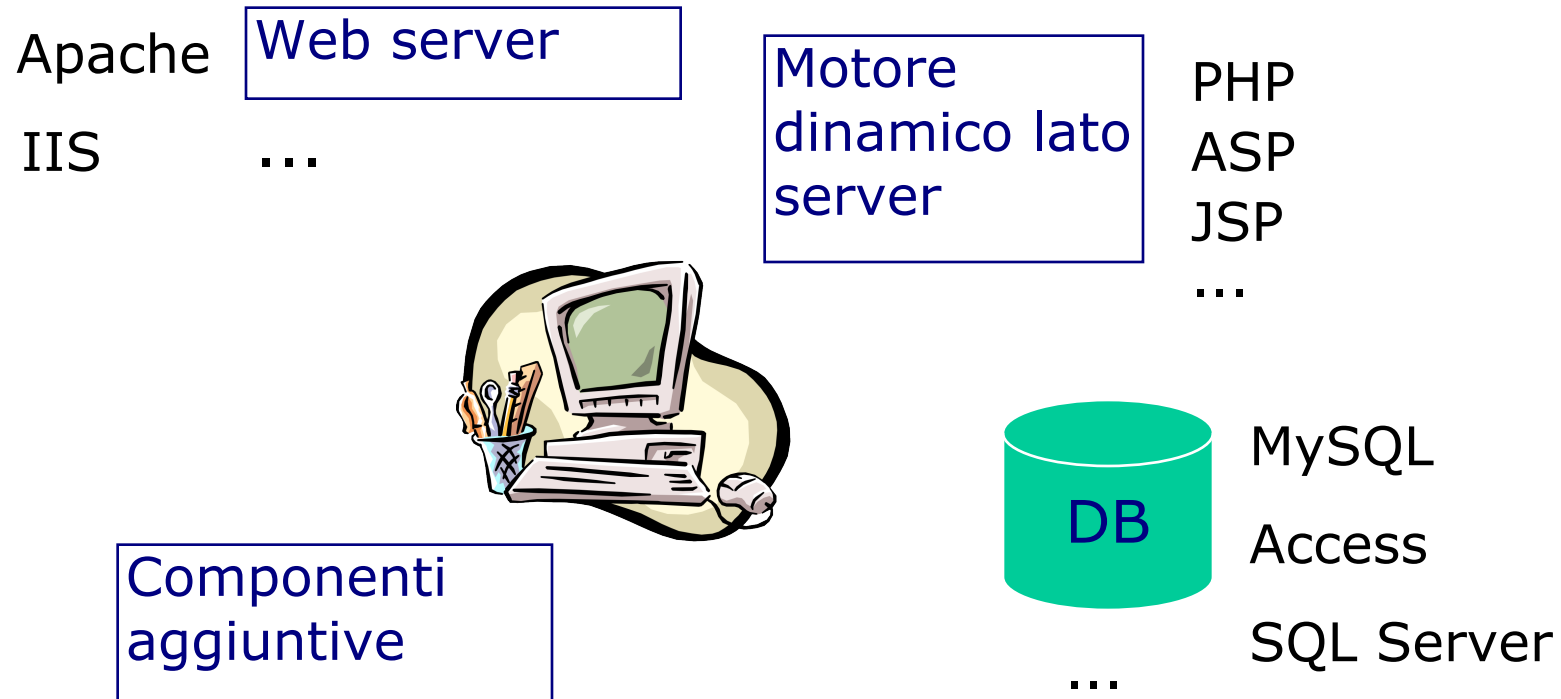 Apache
Web server
IIS
...
Motore
dinamico lato
server
PHP
ASP
JSP
...
DB
MySQL
Access
SQL Server
...
Componenti
aggiuntive